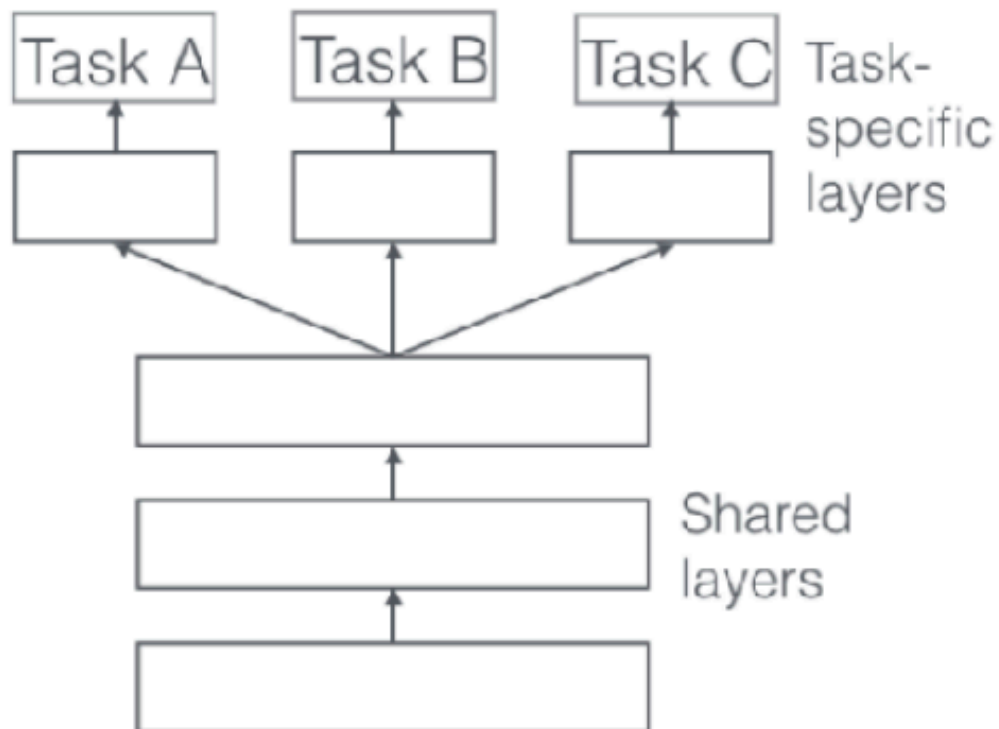 Task A
Task B
Task C
Task-
specific
layers
Shared
layers